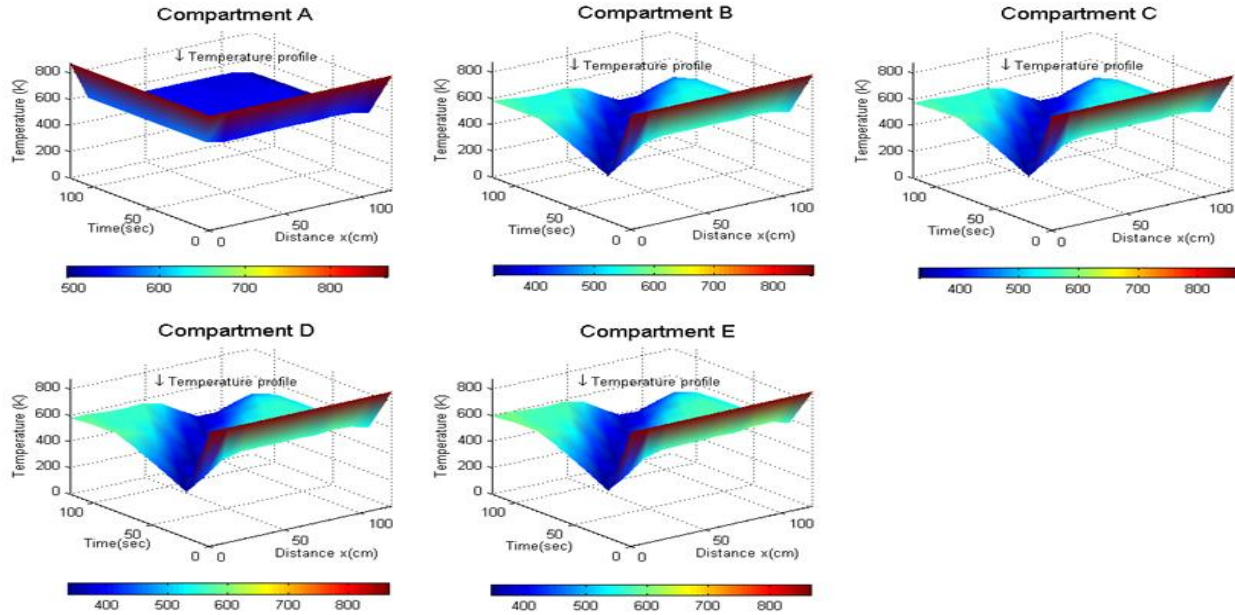 Compartment A
↓ Temperature profile
Temperature (K)
800
600
400
200
0
100
50
0
Time(sec)
0
50
100
Distance x(cm)
500 600 700 800
Compartment B
↓ Temperature profile
Temperature (K)
800
600
400
200
0
100
50
0
Time(sec)
0
50
100
Distance x(cm)
400 500 600 700 800
Compartment C
↓ Temperature profile
Temperature (K)
800
600
400
200
0
100
50
0
Time(sec)
0
50
100
Distance x(cm)
400 500 600 700 800
Compartment D
↓ Temperature profile
Temperature (K)
800
600
400
200
0
100
50
0
Time(sec)
0
50
100
Distance x(cm)
400 500 600 700 800
Compartment E
↓ Temperature profile
Temperature (K)
800
600
400
200
0
100
50
0
Time(sec)
0
50
100
Distance x(cm)
400 500 600 700 800